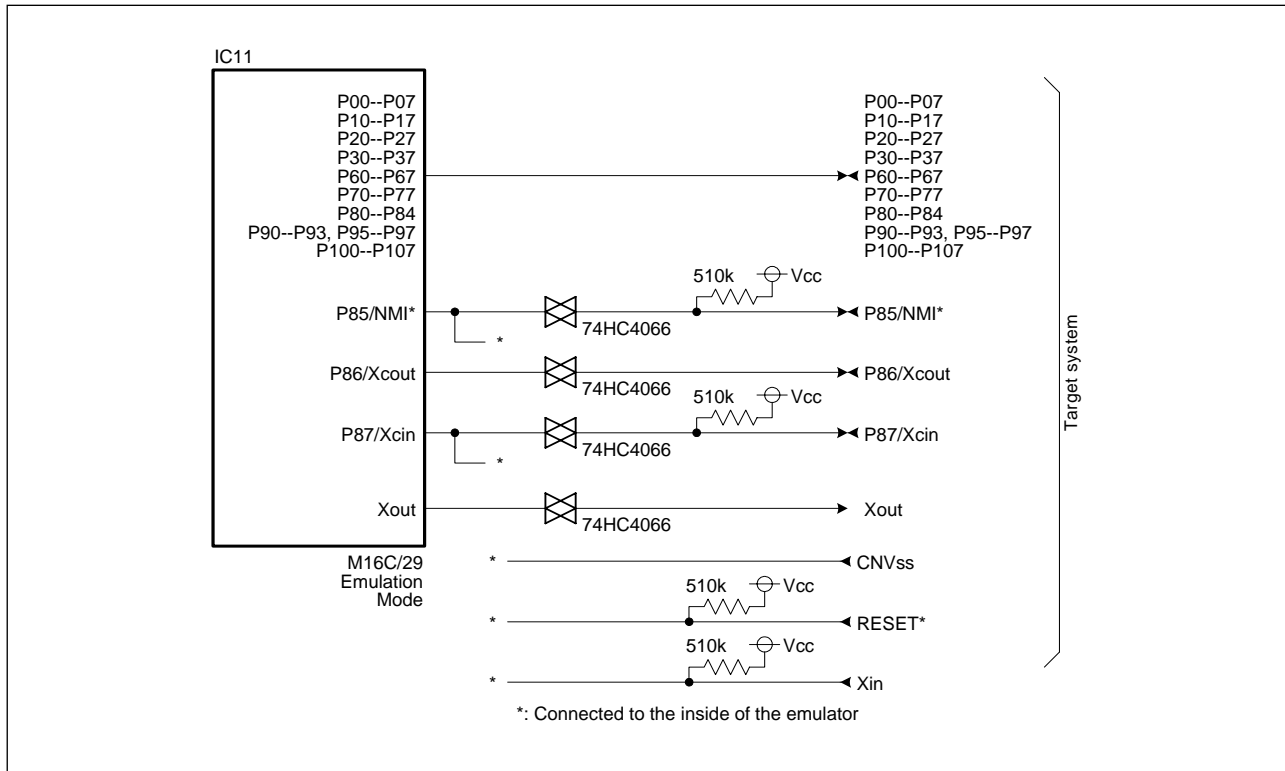 IC11
P00--P07
P10--P17
P20--P27
P30--P37
P60--P67
P70--P77
P80--P84
P90--P93, P95--P97
P100--P107
P00--P07
P10--P17
P20--P27
P30--P37
P60--P67
P70--P77
P80--P84
P90--P93, P95--P97
P100--P107
510k Vcc
P85/NMI* 74HC4066 P85/NMI*
*
P86/Xcout 74HC4066 P86/Xcout
510k Vcc
P87/Xcin 74HC4066 P87/Xcin
*
Xout 74HC4066 Xout
M16C/29
Emulation
Mode
* CNVss
510k Vcc
* RESET*
510k Vcc
* Xin
*: Connected to the inside of the emulator
Target system